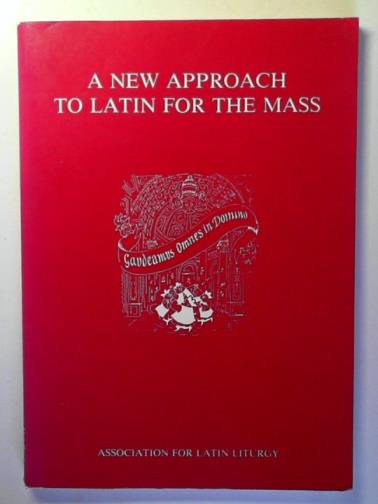 A NEW APPROACH
TO LATIN FOR THE MASS
Gaudeamus Omnes in Domino
ASSOCIATION FOR LATIN LITURGY